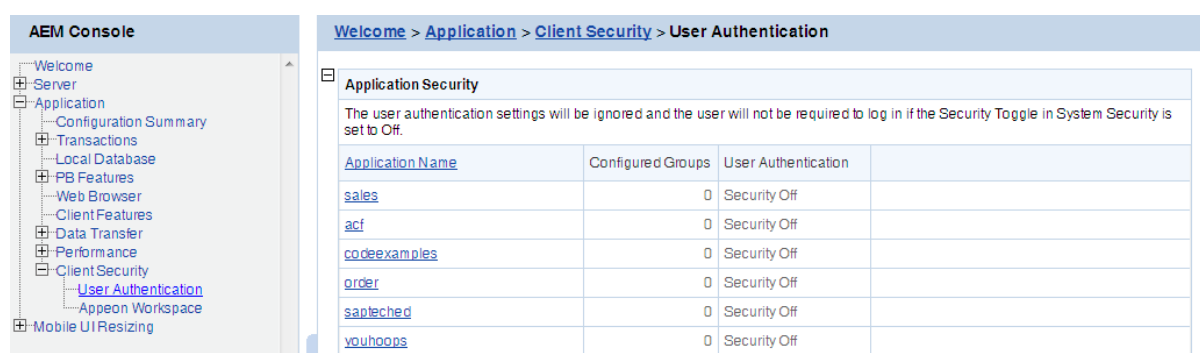 AEM Console
Welcome
Server
Application
Configuration Summary
Transactions
Local Database
PB Features
Web Browser
Client Features
Data Transfer
Performance
Client Security
User Authentication
Appeon Workspace
Mobile UI Resizing
Welcome > Application > Client Security > User Authentication
Application Security
The user authentication settings will be ignored and the user will not be required to log in if the Security Toggle in System Security is
set to Off.
Application Name Configured Groups User Authentication
sales 0 Security Off
acf 0 Security Off
codeexamples 0 Security Off
order 0 Security Off
sapteched 0 Security Off
youhoops 0 Security Off